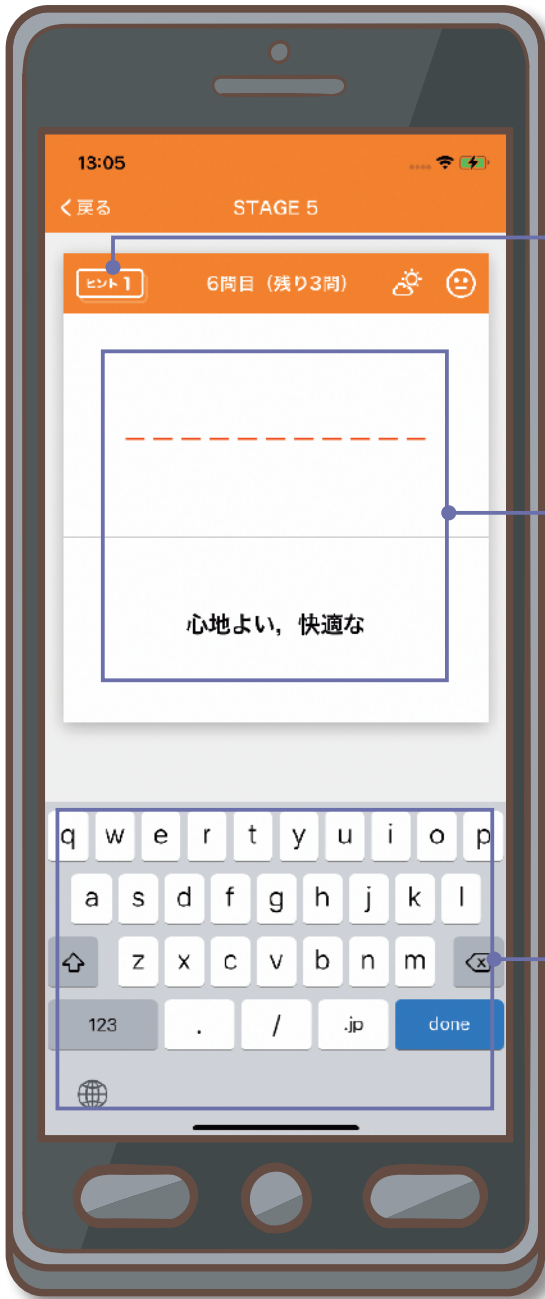 13:05
戻る STAGE 5
ヒント 1 6問目（残り3問）
心地よい，快適な
q w e r t y u i o p
a s d f g h j k l
z x c v b n m
123 . / .jp done